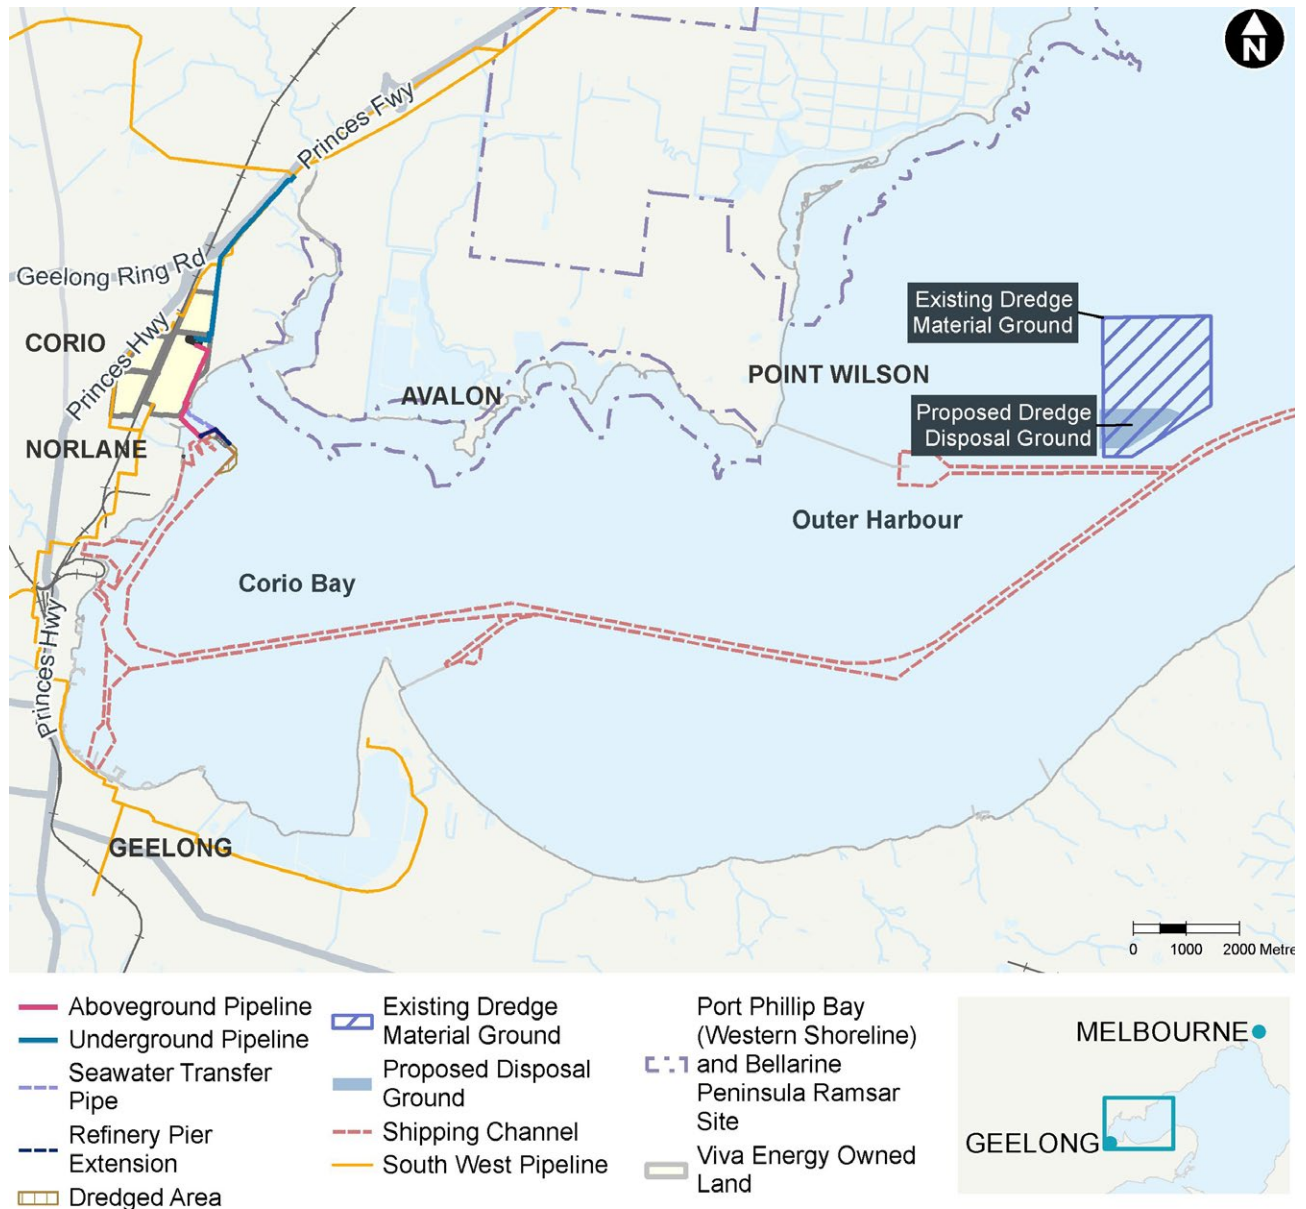 N
Princes Fwy
Geelong Ring Rd
Existing Dredge
Material Ground
CORIO
Princes Hwy
POINT WILSON
AVALON
Proposed Dredge
Disposal Ground
NORLANE
Outer Harbour
Corio Bay
Princes Hwy
GEELONG
0 1000 2000 Metre
Aboveground Pipeline
Underground Pipeline
Seawater Transfer
Pipe
Refinery Pier
Extension
Dredged Area
Existing Dredge
Material Ground
Proposed Disposal
Ground
Shipping Channel
South West Pipeline
Port Phillip Bay
(Western Shoreline)
and Bellarine
Peninsula Ramsar
Site
Viva Energy Owned
Land
MELBOURNE
GEELONG